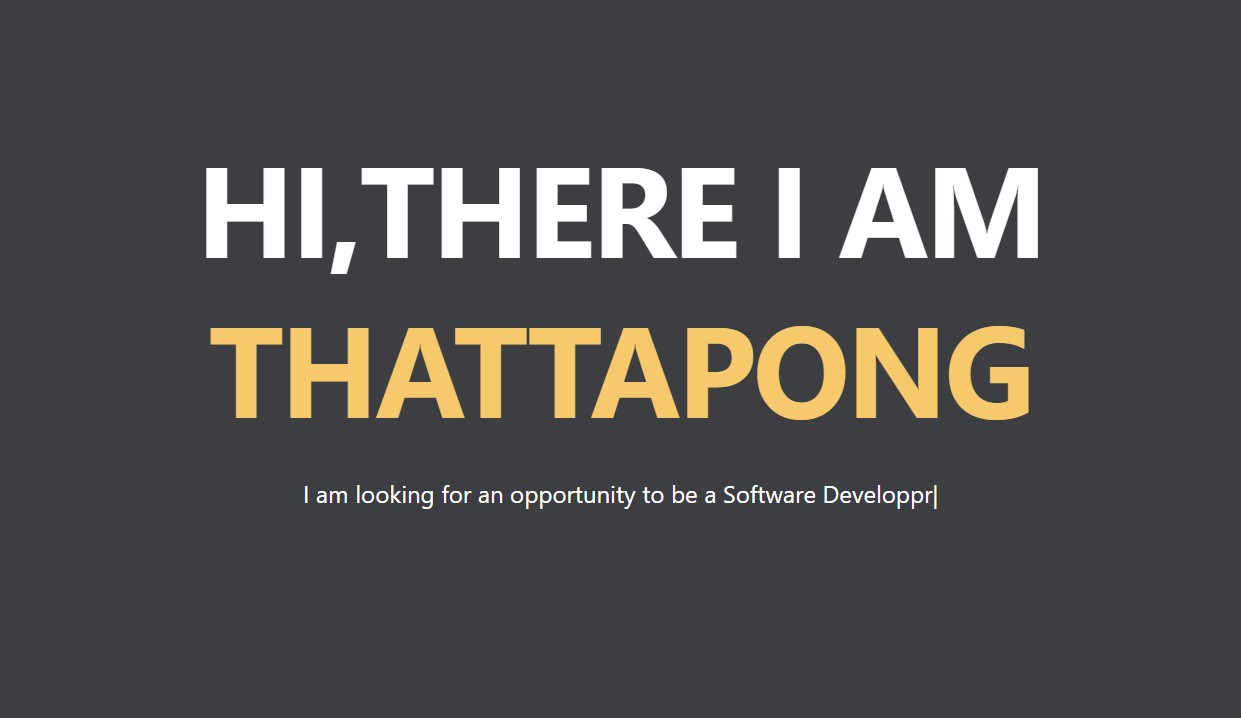 HI,THERE I AM
THATTAPONG
I am looking for an opportunity to be a Software Developpr|